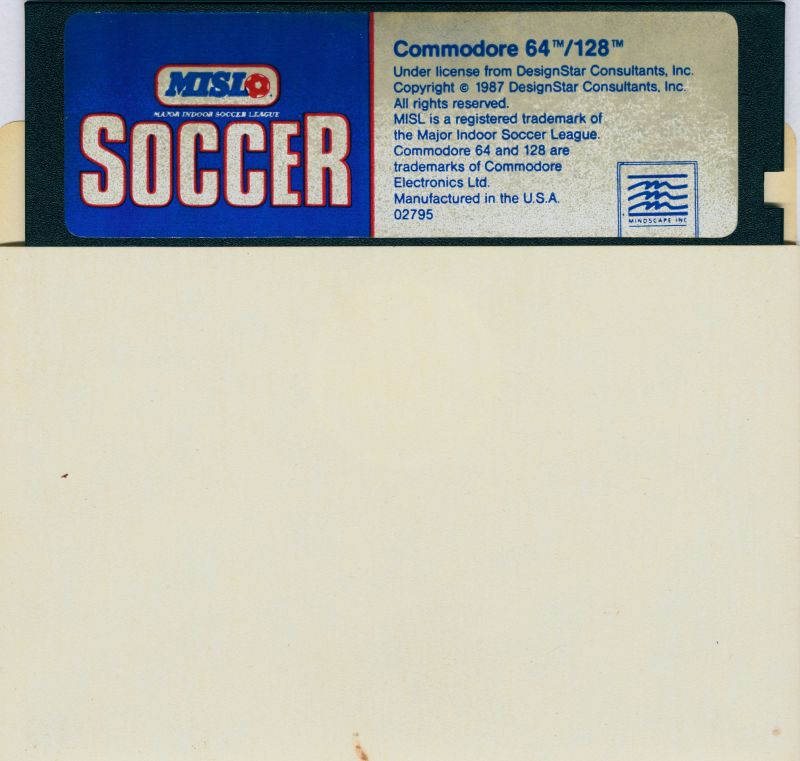 MISL
MAJOR INDOOR SOCCER LEAGUE
SOCCER
Commodore 64™/128™
Under license from DesignStar Consultants, Inc.
Copyright © 1987 DesignStar Consultants, Inc.
All rights reserved.
MISL is a registered trademark of
the Major Indoor Soccer League.
Commodore 64 and 128 are
trademarks of Commodore
Electronics Ltd.
Manufactured in the U.S.A.
02795
MINDSCAPE INC